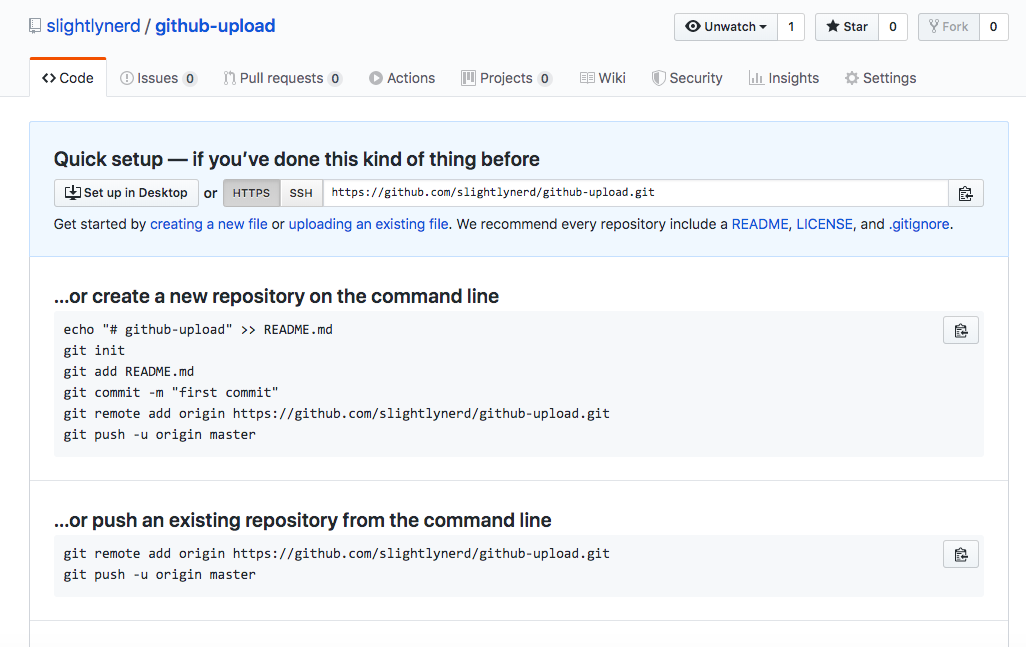 slightlynerd / github-upload
Unwatch 1 Star 0 Fork 0
Code Issues 0 Pull requests 0 Actions Projects 0 Wiki Security Insights Settings
Quick setup — if you’ve done this kind of thing before
Set up in Desktop or HTTPS SSH https://github.com/slightlynerd/github-upload.git
Get started by creating a new file or uploading an existing file. We recommend every repository include a README, LICENSE, and .gitignore.
…or create a new repository on the command line
echo "# github-upload" >> README.md
git init
git add README.md
git commit -m "first commit"
git remote add origin https://github.com/slightlynerd/github-upload.git
git push -u origin master
…or push an existing repository from the command line
git remote add origin https://github.com/slightlynerd/github-upload.git
git push -u origin master